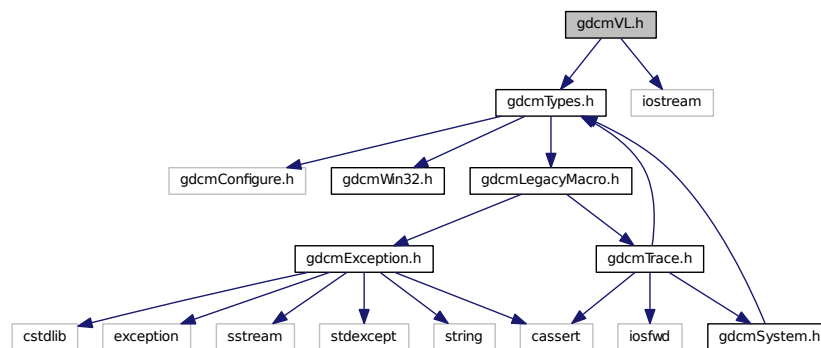 gdcmVL.h
gdcmTypes.h
iostream
gdcmConfigure.h
gdcmWin32.h
gdcmLegacyMacro.h
gdcmException.h
gdcmTrace.h
cstdlib
exception
sstream
stdexcept
string
cassert
iosfwd
gdcmSystem.h